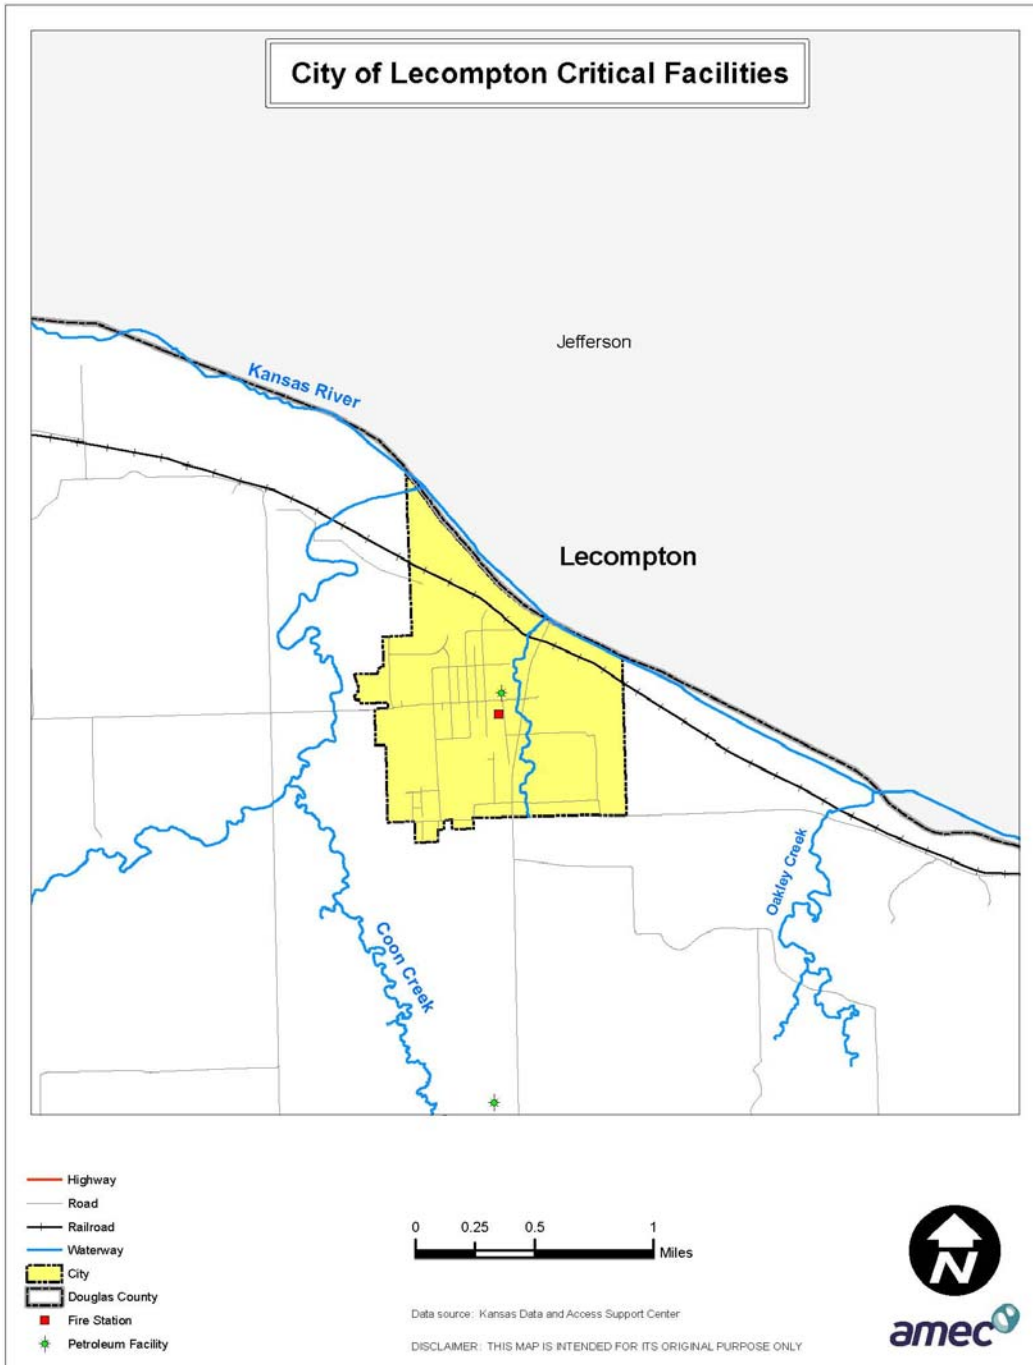 City of Lecompton Critical Facilities
Jefferson
Kansas River
Lecompton
Oakley Creek
Coon Creek
Highway
Road
Railroad
Waterway
City
Douglas County
Fire Station
Petroleum Facility
0 0.25 0.5 1
Miles
Data source: Kansas Data and Access Support Center
DISCLAIMER: THIS MAP IS INTENDED FOR ITS ORIGINAL PURPOSE ONLY
N
amec